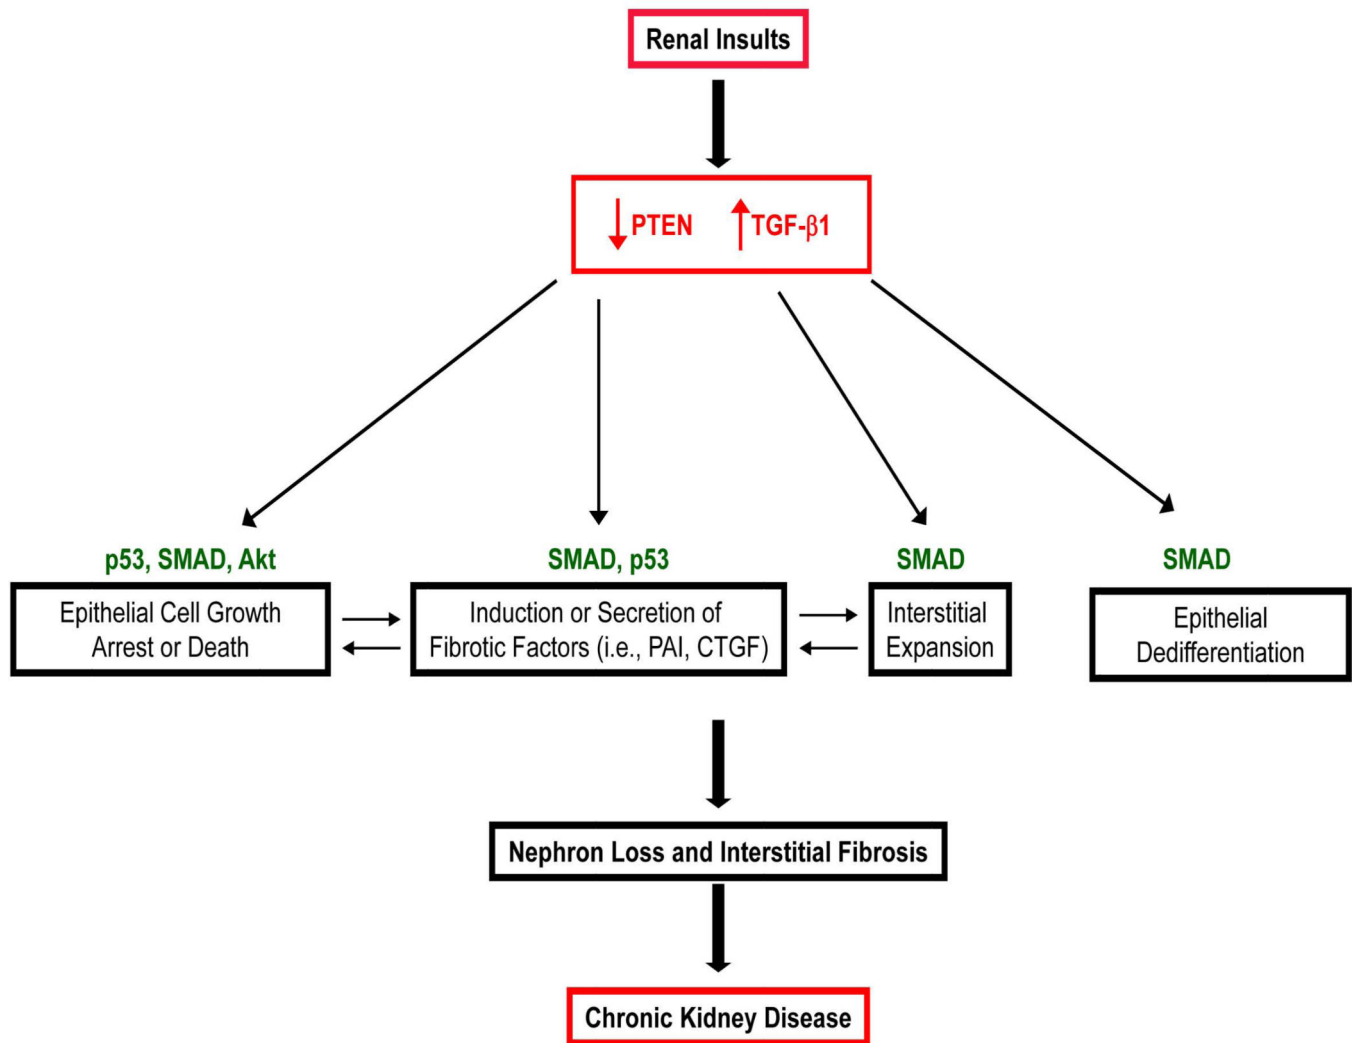 Renal Insults
PTEN TGF-β1
p53, SMAD, Akt
Epithelial Cell Growth
Arrest or Death
SMAD, p53
Induction or Secretion of
Fibrotic Factors (i.e., PAI, CTGF)
SMAD
Interstitial
Expansion
SMAD
Epithelial
Dedifferentiation
Nephron Loss and Interstitial Fibrosis
Chronic Kidney Disease